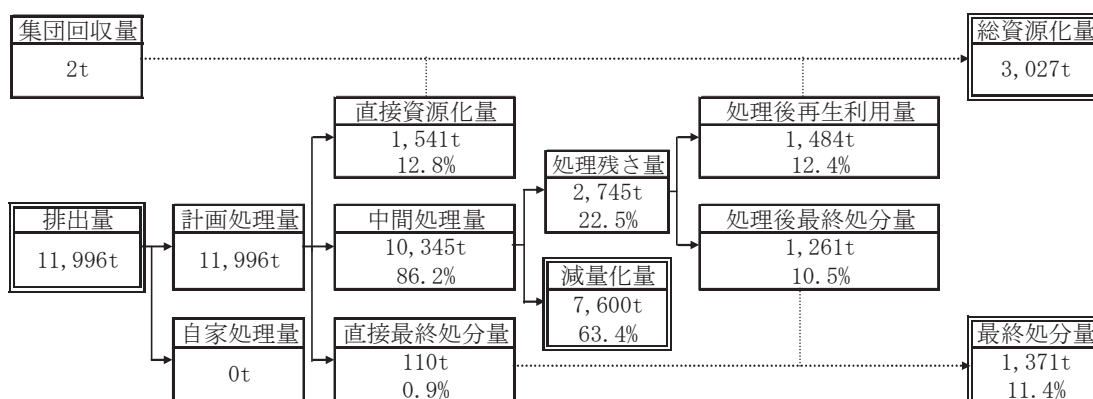 集団回収量
2t
総資源化量
3,027t
直接資源化量
1,541t
12.8%
処理後再生利用量
1,484t
12.4%
処理残さ量
2,745t
22.5%
排出量
11,996t
計画処理量
11,996t
中間処理量
10,345t
86.2%
処理後最終処分量
1,261t
10.5%
減量化量
7,600t
63.4%
自家処理量
0t
直接最終処分量
110t
0.9%
最終処分量
1,371t
11.4%